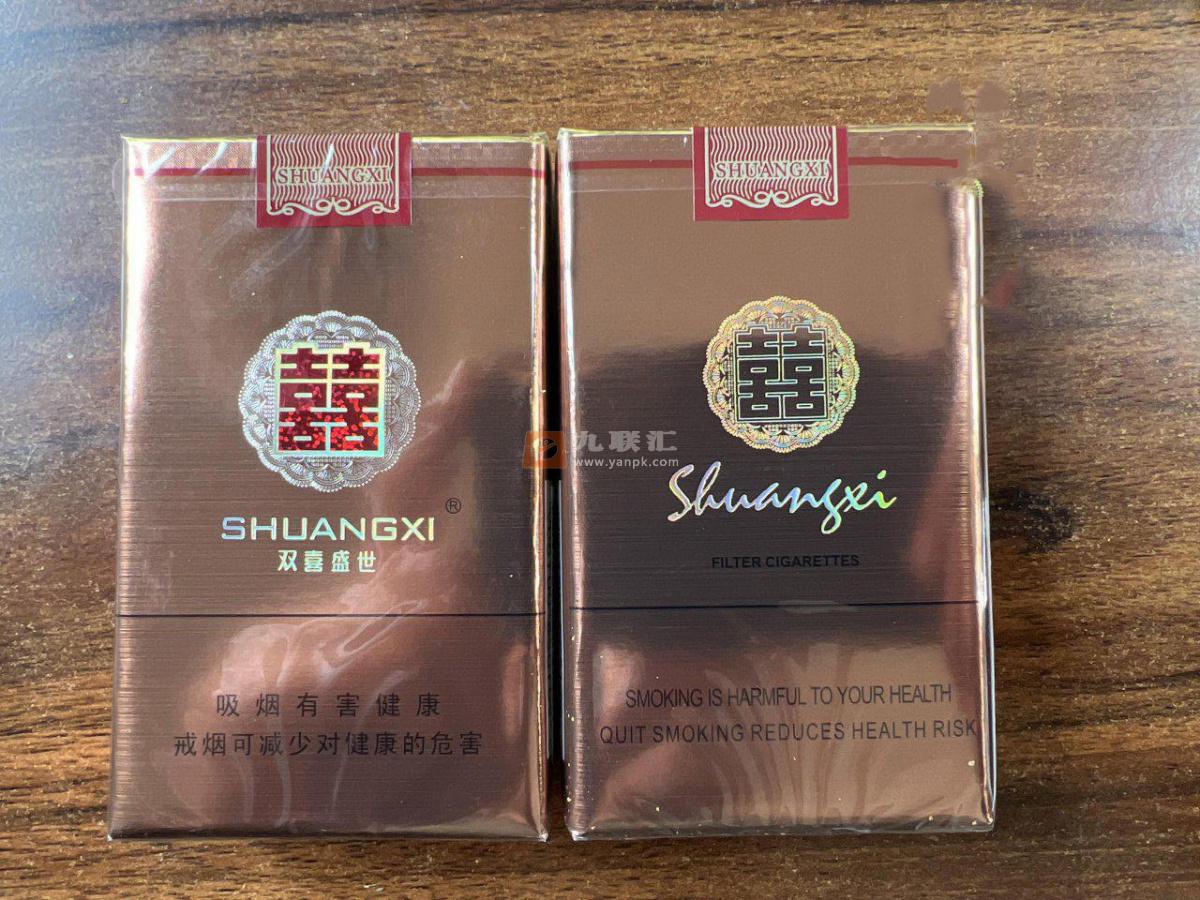 SHUANGXI
囍
SHUANGXI®
双喜盛世
吸烟有害健康
戒烟可减少对健康的危害
SHUANGXI
囍
Shuangxi
FILTER CIGARETTES
SMOKING IS HARMFUL TO YOUR HEALTH
QUIT SMOKING REDUCES HEALTH RISK
九联汇
www.yanpk.com